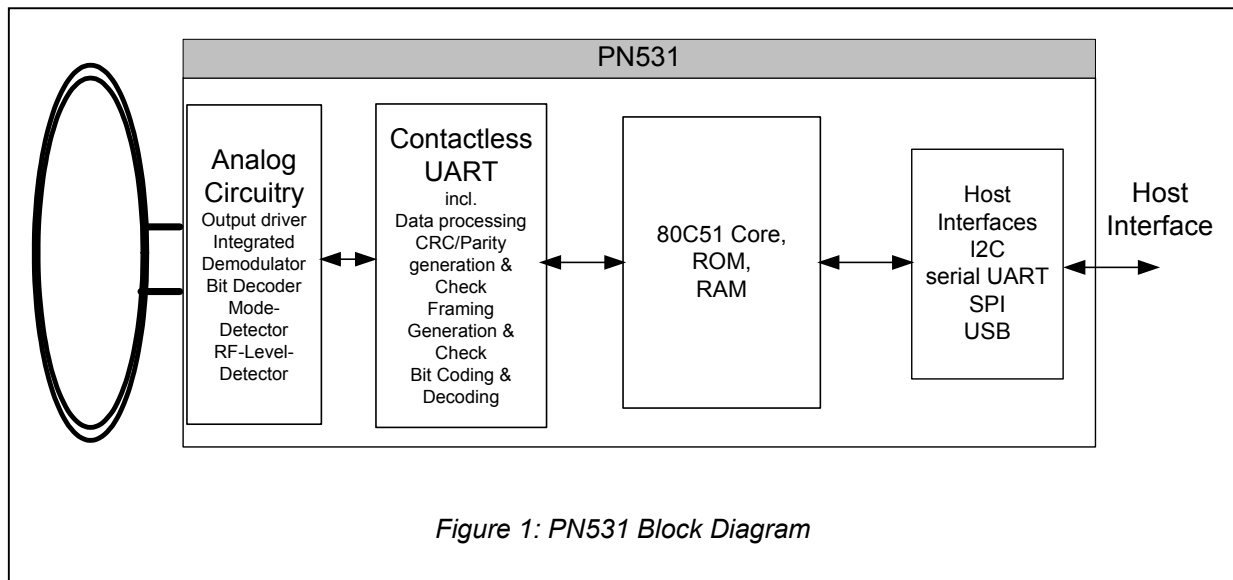 PN531
Analog
Circuitry
Output driver
Integrated
Demodulator
Bit Decoder
Mode-
Detector
RF-Level-
Detector
Contactless
UART
incl.
Data processing
CRC/Parity
generation &
Check
Framing
Generation &
Check
Bit Coding &
Decoding
80C51 Core,
ROM,
RAM
Host
Interfaces
I2C
serial UART
SPI
USB
Host
Interface
Figure 1: PN531 Block Diagram